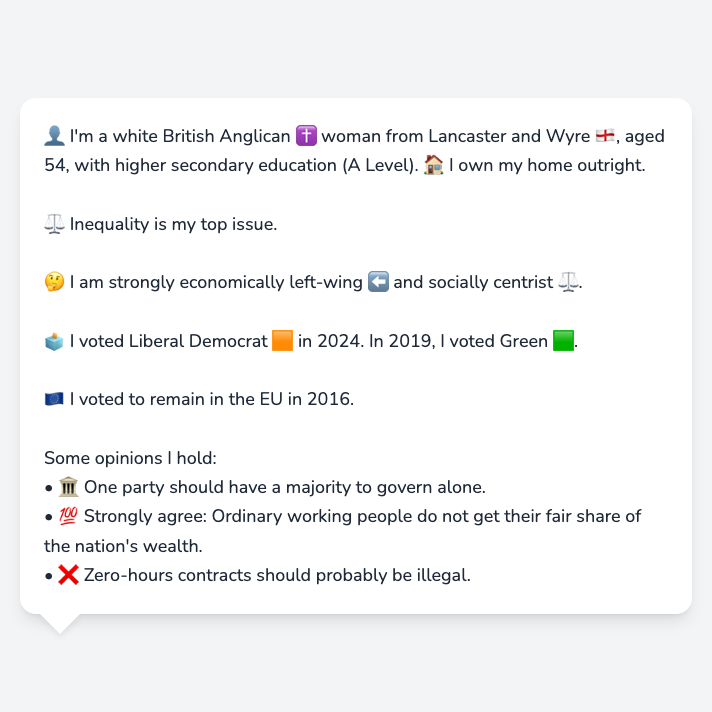 👤 I'm a white British Anglican ✝️ woman from Lancaster and Wyre 🏴󠁧󠁢󠁥󠁮󠁧󠁿, aged
54, with higher secondary education (A Level). 🏠 I own my home outright.
⚖️ Inequality is my top issue.
🤔 I am strongly economically left-wing ⬅️ and socially centrist ⚖️.
🗳️ I voted Liberal Democrat 🟧 in 2024. In 2019, I voted Green 🟩.
🇪🇺 I voted to remain in the EU in 2016.
Some opinions I hold:
• 🏛️ One party should have a majority to govern alone.
• 💯 Strongly agree: Ordinary working people do not get their fair share of
the nation's wealth.
• ❌ Zero-hours contracts should probably be illegal.